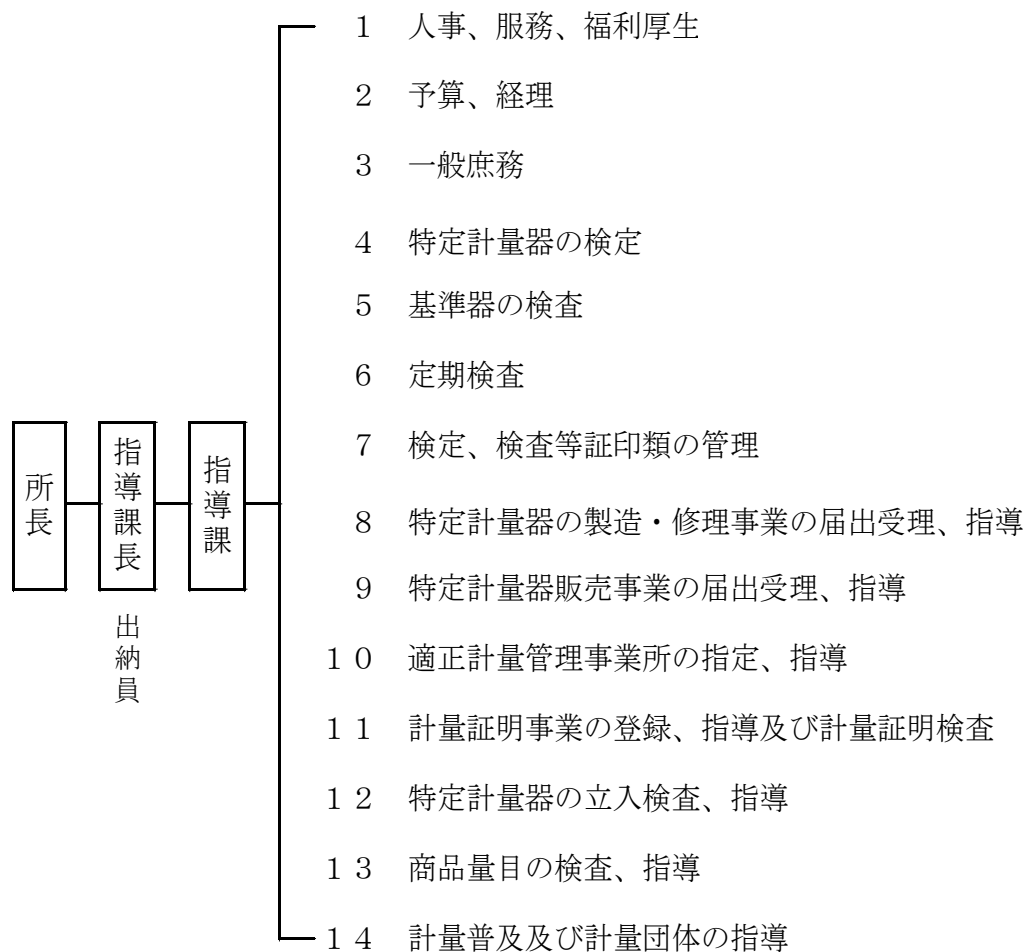 １　人事、服務、福利厚生
２　予算、経理
３　一般庶務
４　特定計量器の検定
５　基準器の検査
６　定期検査
７　検定、検査等証印類の管理
８　特定計量器の製造・修理事業の届出受理、指導
９　特定計量器販売事業の届出受理、指導
１０　適正計量管理事業所の指定、指導
１１　計量証明事業の登録、指導及び計量証明検査
１２　特定計量器の立入検査、指導
１３　商品量目の検査、指導
１４　計量普及及び計量団体の指導
所長
指導課長
指導課
出納員